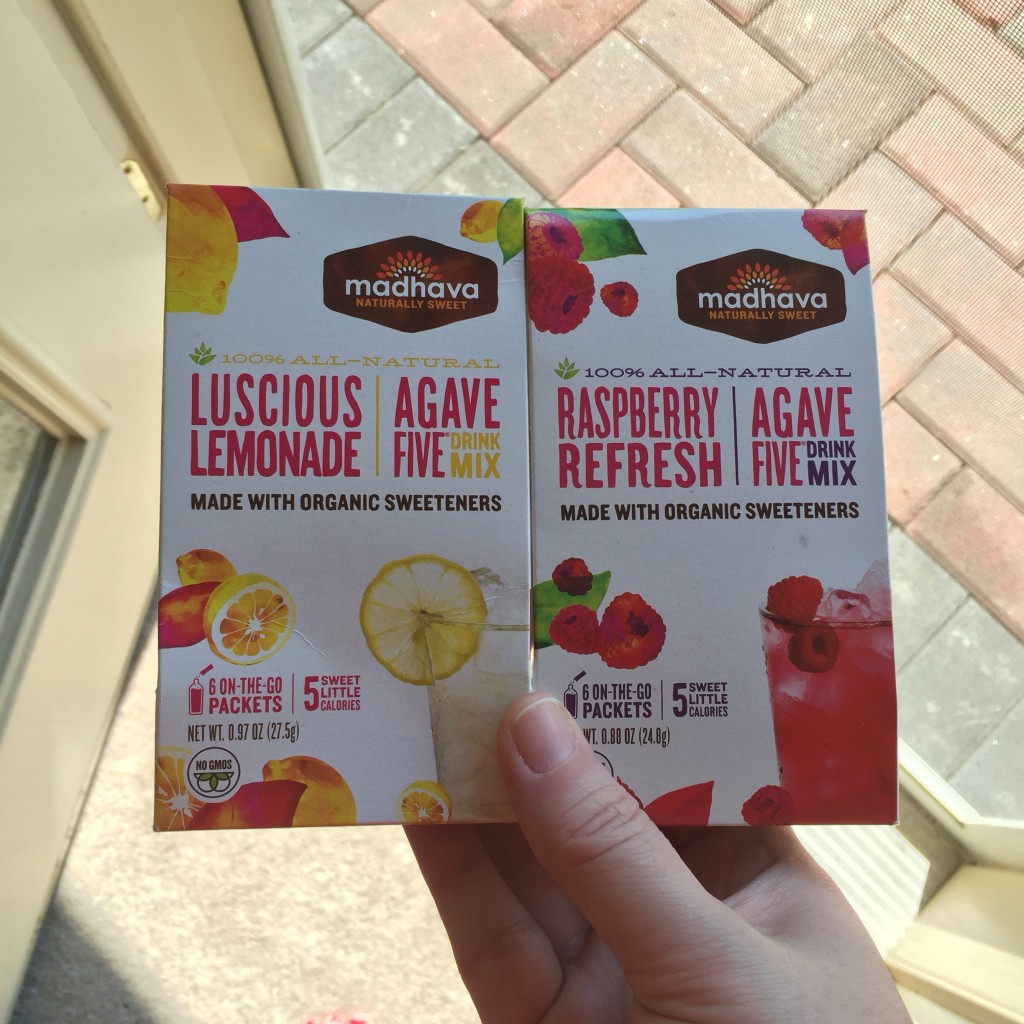 madhava
NATURALLY SWEET
100% ALL-NATURAL
LUSCIOUS
LEMONADE
AGAVE
FIVE® DRINK
MIX
MADE WITH ORGANIC SWEETENERS
6 ON-THE-GO
PACKETS
5 SWEET
LITTLE
CALORIES
NET WT. 0.97 OZ (27.5g)
NO GMOS
madhava
NATURALLY SWEET
100% ALL-NATURAL
RASPBERRY
REFRESH
AGAVE
FIVE® DRINK
MIX
MADE WITH ORGANIC SWEETENERS
6 ON-THE-GO
PACKETS
5 SWEET
LITTLE
CALORIES
WT. 0.88 OZ (24.8g)